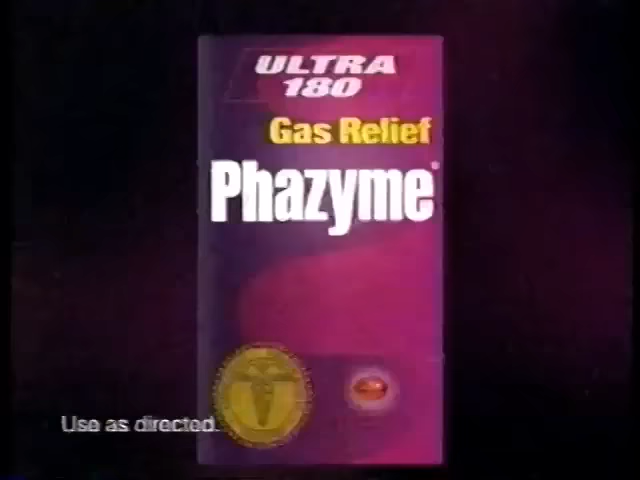 ULTRA
180
Gas Relief
Phazyme®
Use as directed.